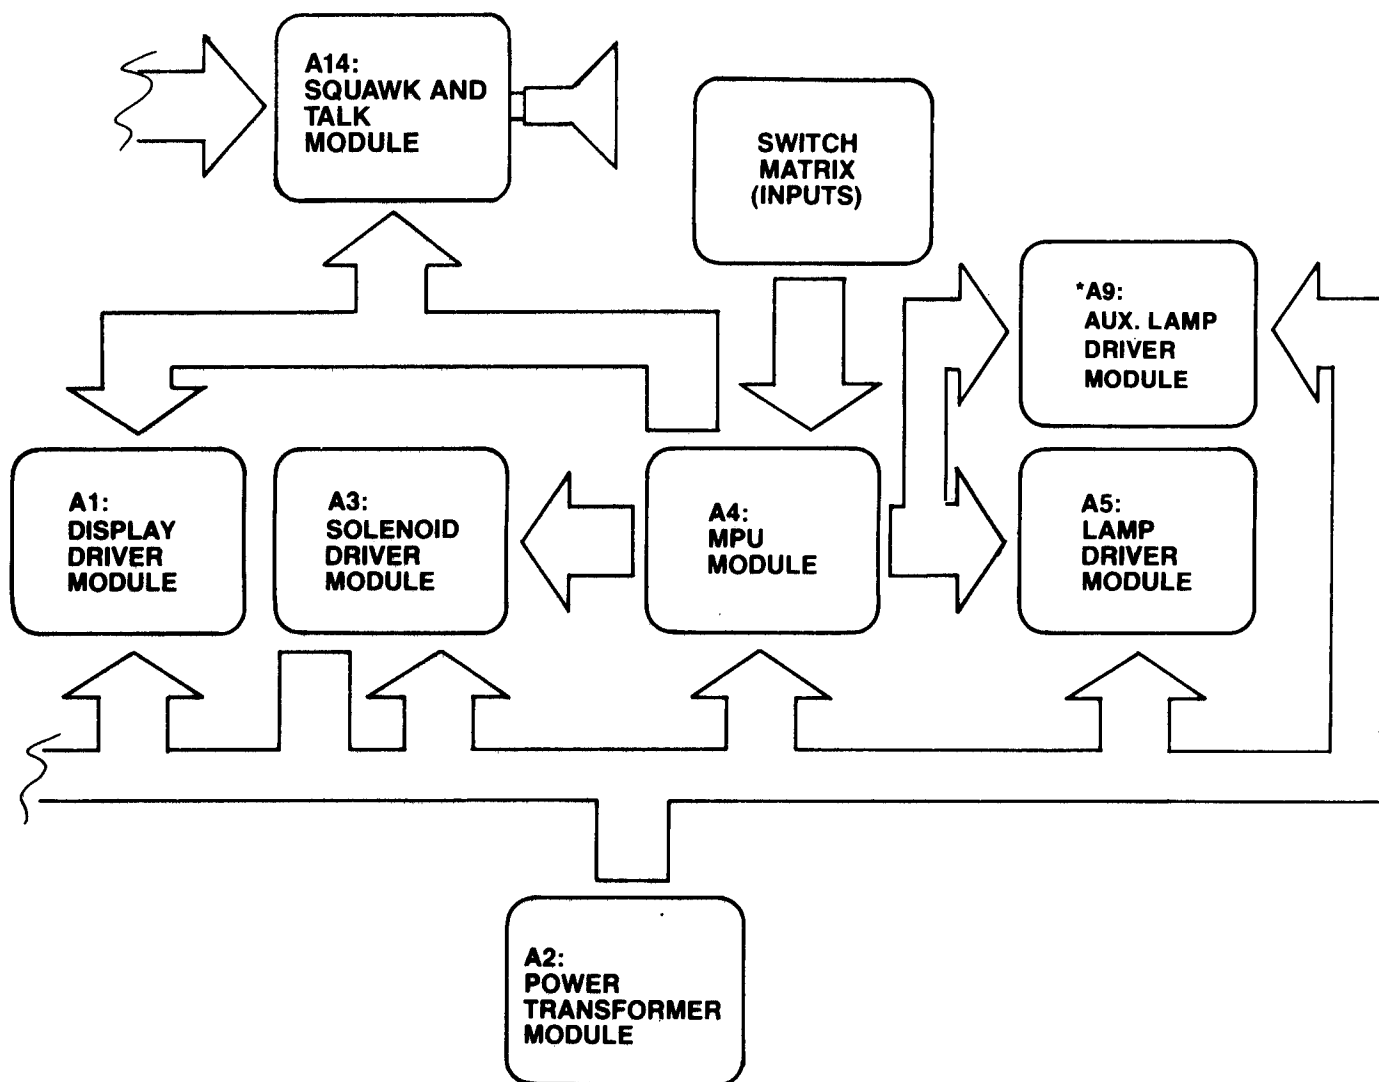 A14:
SQUAWK AND
TALK
MODULE
SWITCH
MATRIX
(INPUTS)
*A9:
AUX. LAMP
DRIVER
MODULE
A1:
DISPLAY
DRIVER
MODULE
A3:
SOLENOID
DRIVER
MODULE
A4:
MPU
MODULE
A5:
LAMP
DRIVER
MODULE
A2:
POWER
TRANSFORMER
MODULE